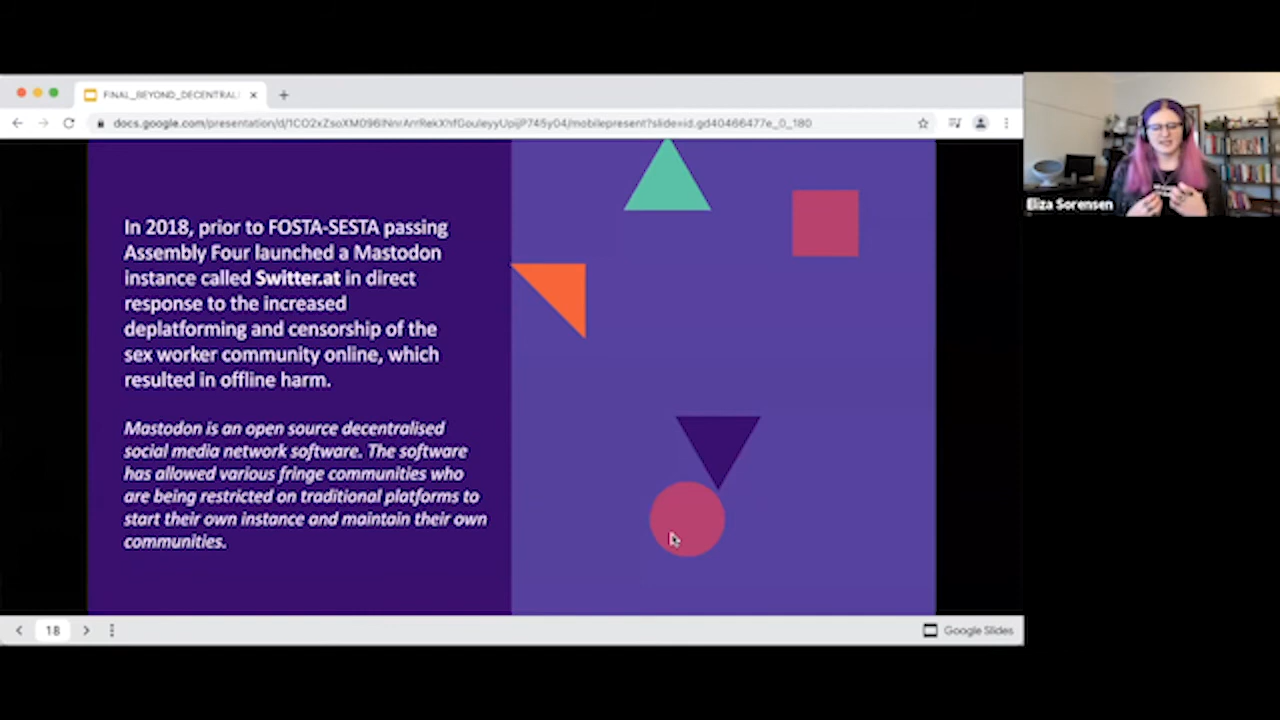 FINAL_BEYOND_DECENTRALI
Eliza Sorensen
In 2018, prior to FOSTA-SESTA passing
Assembly Four launched a Mastodon
instance called Switter.at in direct
response to the increased
deplatforming and censorship of the
sex worker community online, which
resulted in offline harm.
Mastodon is an open source decentralised
social media network software. The software
has allowed various fringe communities who
are being restricted on traditional platforms to
start their own instance and maintain their own
communities.
18
Google Slides